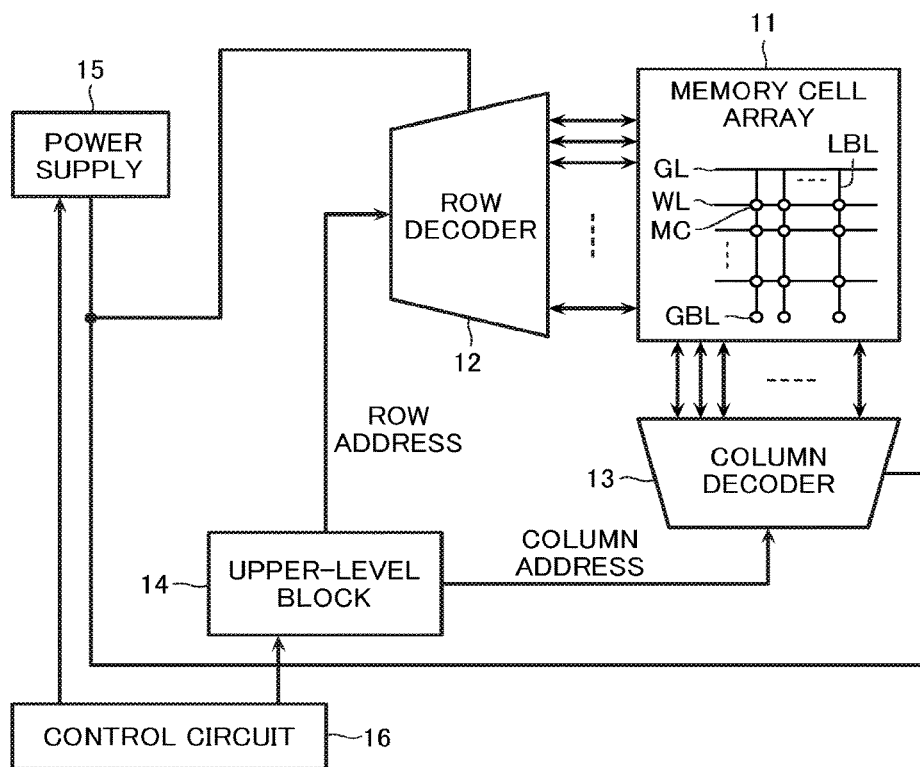 11
15
MEMORY CELL
ARRAY
POWER
SUPPLY
LBL
GL
WL
MC
GBL
ROW
DECODER
12
ROW
ADDRESS
13
COLUMN
DECODER
COLUMN
ADDRESS
14
UPPER-LEVEL
BLOCK
CONTROL CIRCUIT
16